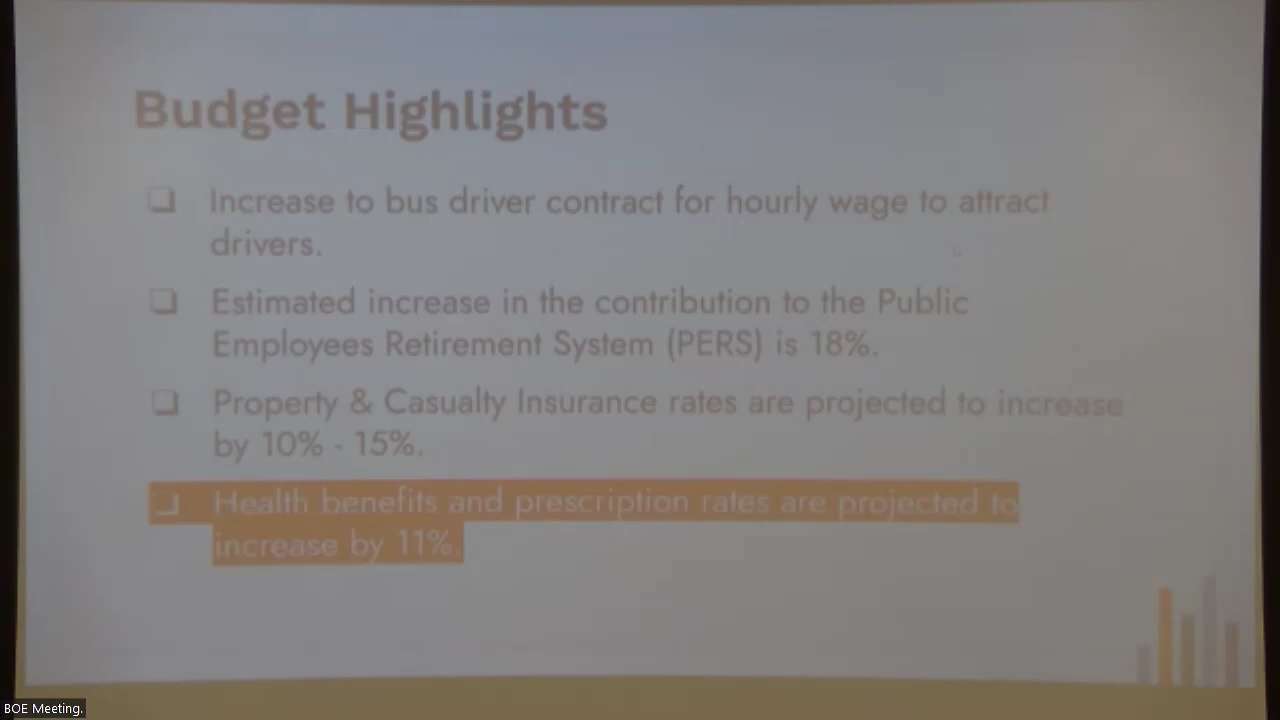 Budget Highlights
❑ Increase to bus driver contract for hourly wage to attract
drivers.
❑ Estimated increase in the contribution to the Public
Employees Retirement System (PERS) is 18%.
❑ Property & Casualty Insurance rates are projected to increase
by 10% - 15%.
❑ Health benefits and prescription rates are projected to
increase by 11%.
BOE Meeting.